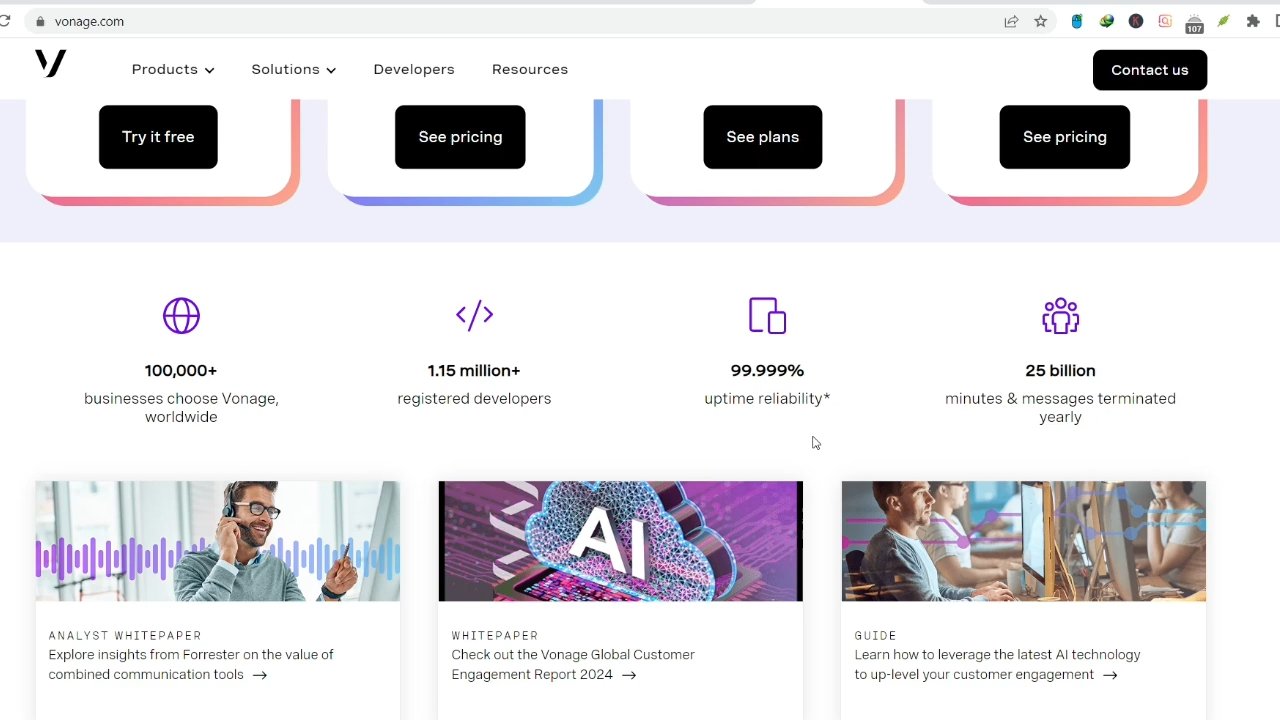 vonage.com
107
Products
Solutions
Developers
Resources
Contact us
Try it free
See pricing
See plans
See pricing
100,000+
businesses choose Vonage,
worldwide
1.15 million+
registered developers
99.999%
uptime reliability*
25 billion
minutes & messages terminated
yearly
AI
ANALYST WHITEPAPER
Explore insights from Forrester on the value of
combined communication tools →
WHITEPAPER
Check out the Vonage Global Customer
Engagement Report 2024 →
GUIDE
Learn how to leverage the latest AI technology
to up-level your customer engagement →